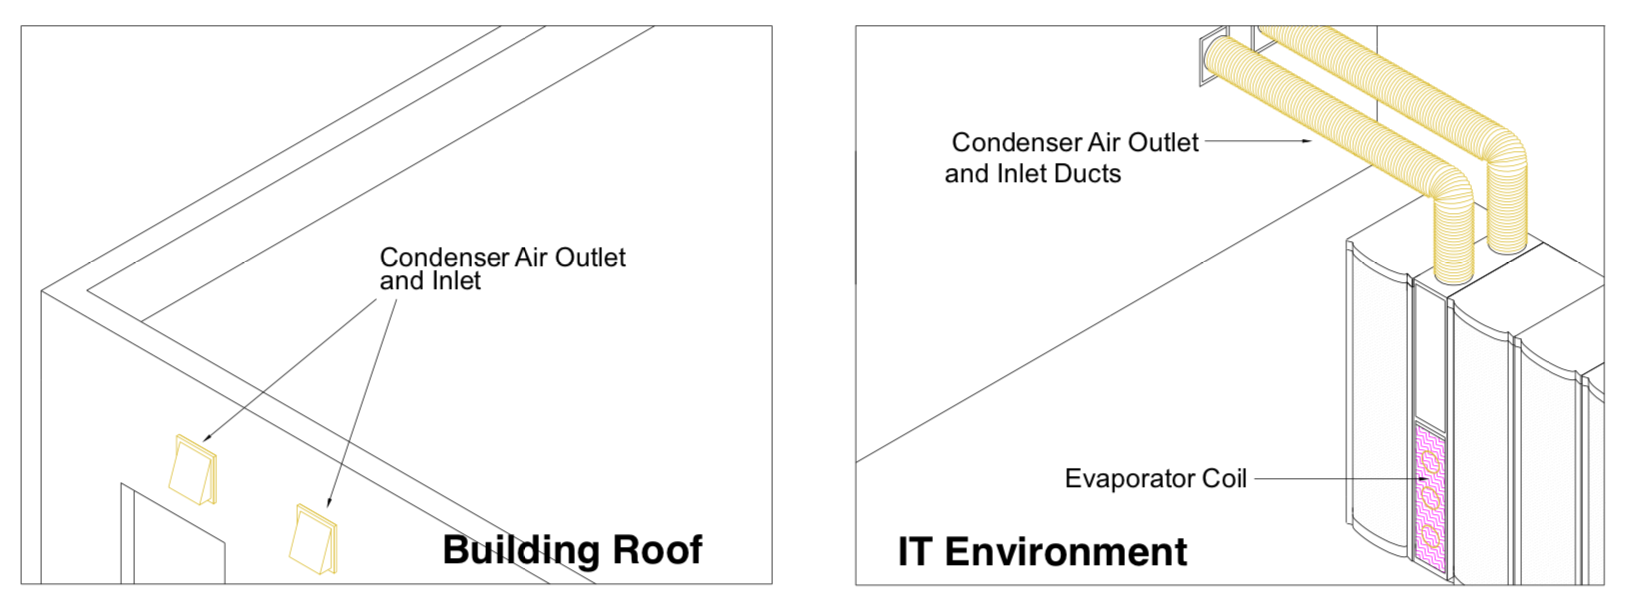 Condenser Air Outlet
and Inlet
Building Roof
Condenser Air Outlet
and Inlet Ducts
Evaporator Coil
IT Environment